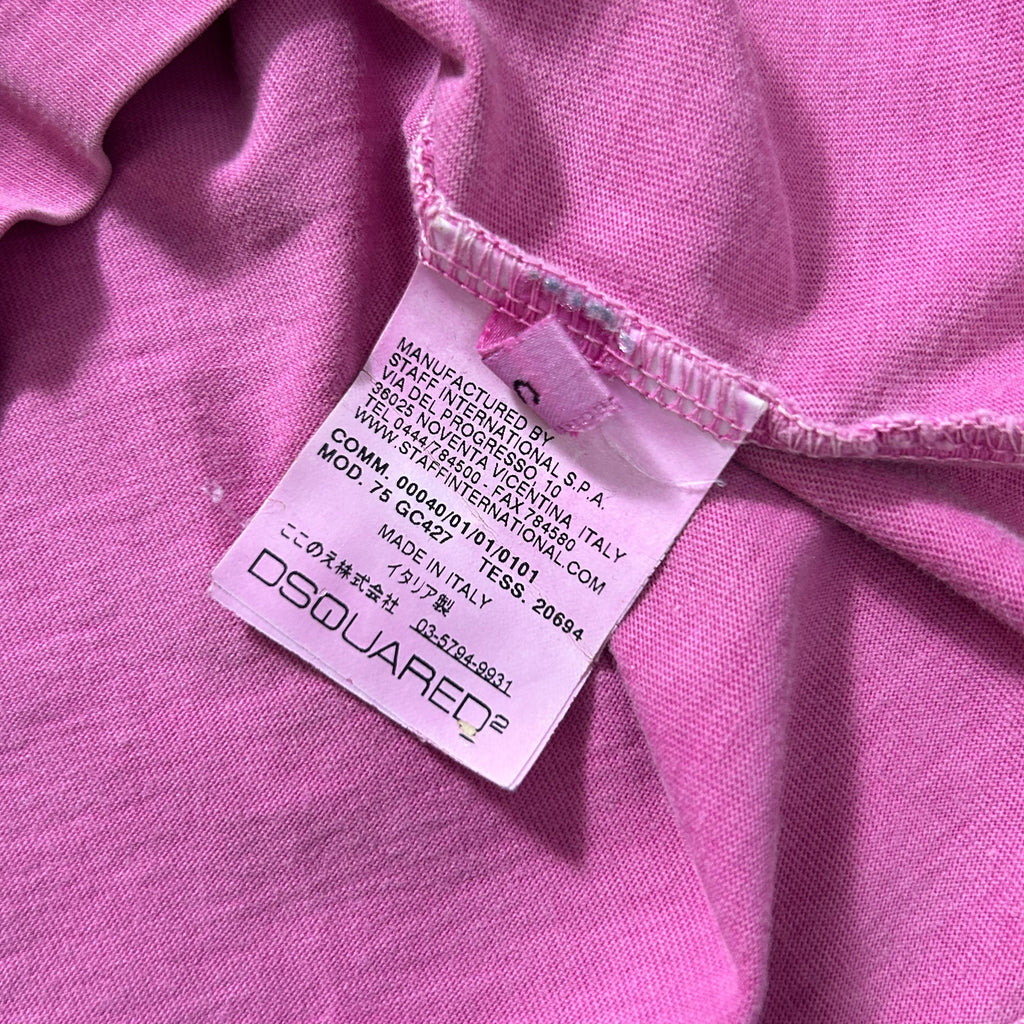 MANUFACTURED BY
STAFF INTERNATIONAL S.P.A.
VIA DEL PROGRESSO, 10
36025 NOVENTA VICENTINA ITALY
TEL 0444/784500 - FAX 784580
WWW.STAFFINTERNATIONAL.COM
COMM. 00040/01/01/0101
MOD. 75 GC427 TESS. 20694
MADE IN ITALY
イタリア製
ここのえ株式会社 03-5794-9931
DSQUARED2